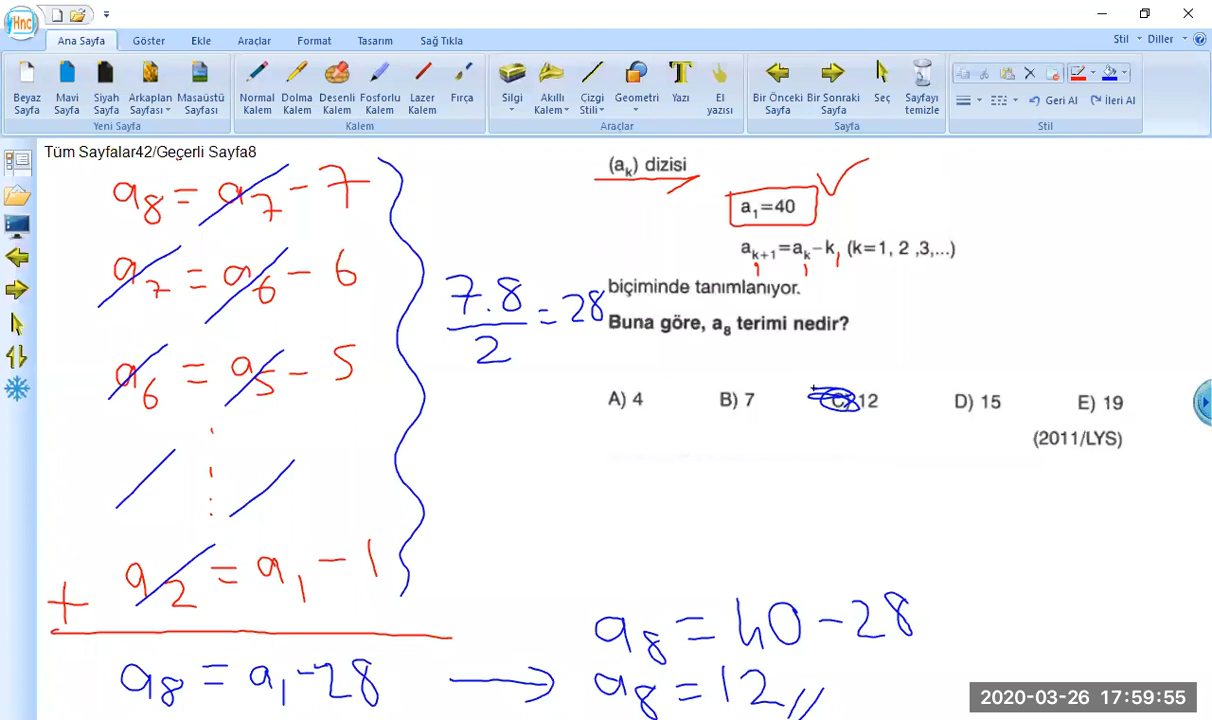 Hnc
Ana Sayfa Göster Ekle Araçlar Format Tasarım Sağ Tıkla Stil Diller
Beyaz Sayfa Mavi Sayfa Siyah Sayfa Arkaplan Sayfası Masaüstü Sayfası
Normal Kalem Dolma Kalem Desenli Kalem Fosforlu Kalem Lazer Kalem Fırça
Silgi Akıllı Kalem Çizgi Stili Geometri Yazı El yazısı
Bir Önceki Sayfa Bir Sonraki Sayfa Seç Sayfayı temizle
Geri Al İleri Al
Yeni Sayfa Kalem Araçlar Sayfa Stil
Tüm Sayfalar42/Geçerli Sayfa8
a₈ = a₇ - 7
a₇ = a₆ - 6
a₆ = a₅ - 5
⋮
a₂ = a₁ - 1
+
a₈ = a₁ - 28
7.8
2
= 28
(aₖ) dizisi
a₁=40
aₖ₊₁=aₖ–k, (k=1, 2 ,3,...)
biçiminde tanımlanıyor.
Buna göre, a₈ terimi nedir?
A) 4 B) 7 C) 12 D) 15 E) 19
(2011/LYS)
a₈ = 40 - 28
a₈ = 12 //
2020-03-26 17:59:55